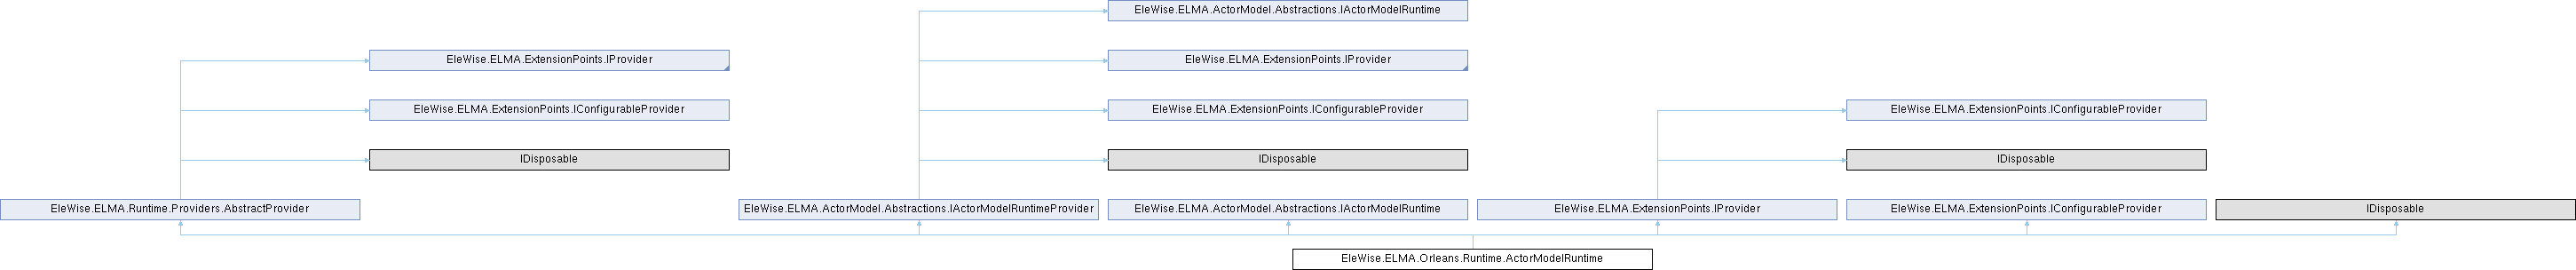 EleWise.ELMA.ActorModel.Abstractions.IActorModelRuntime
EleWise.ELMA.ExtensionPoints.IProvider
EleWise.ELMA.ExtensionPoints.IProvider
EleWise.ELMA.ExtensionPoints.IConfigurableProvider
EleWise.ELMA.ExtensionPoints.IConfigurableProvider
EleWise.ELMA.ExtensionPoints.IConfigurableProvider
IDisposable
IDisposable
IDisposable
EleWise.ELMA.Runtime.Providers.AbstractProvider
EleWise.ELMA.ActorModel.Abstractions.IActorModelRuntimeProvider
EleWise.ELMA.ActorModel.Abstractions.IActorModelRuntime
EleWise.ELMA.ExtensionPoints.IProvider
EleWise.ELMA.ExtensionPoints.IConfigurableProvider
IDisposable
EleWise.ELMA.Orleans.Runtime.ActorModelRuntime